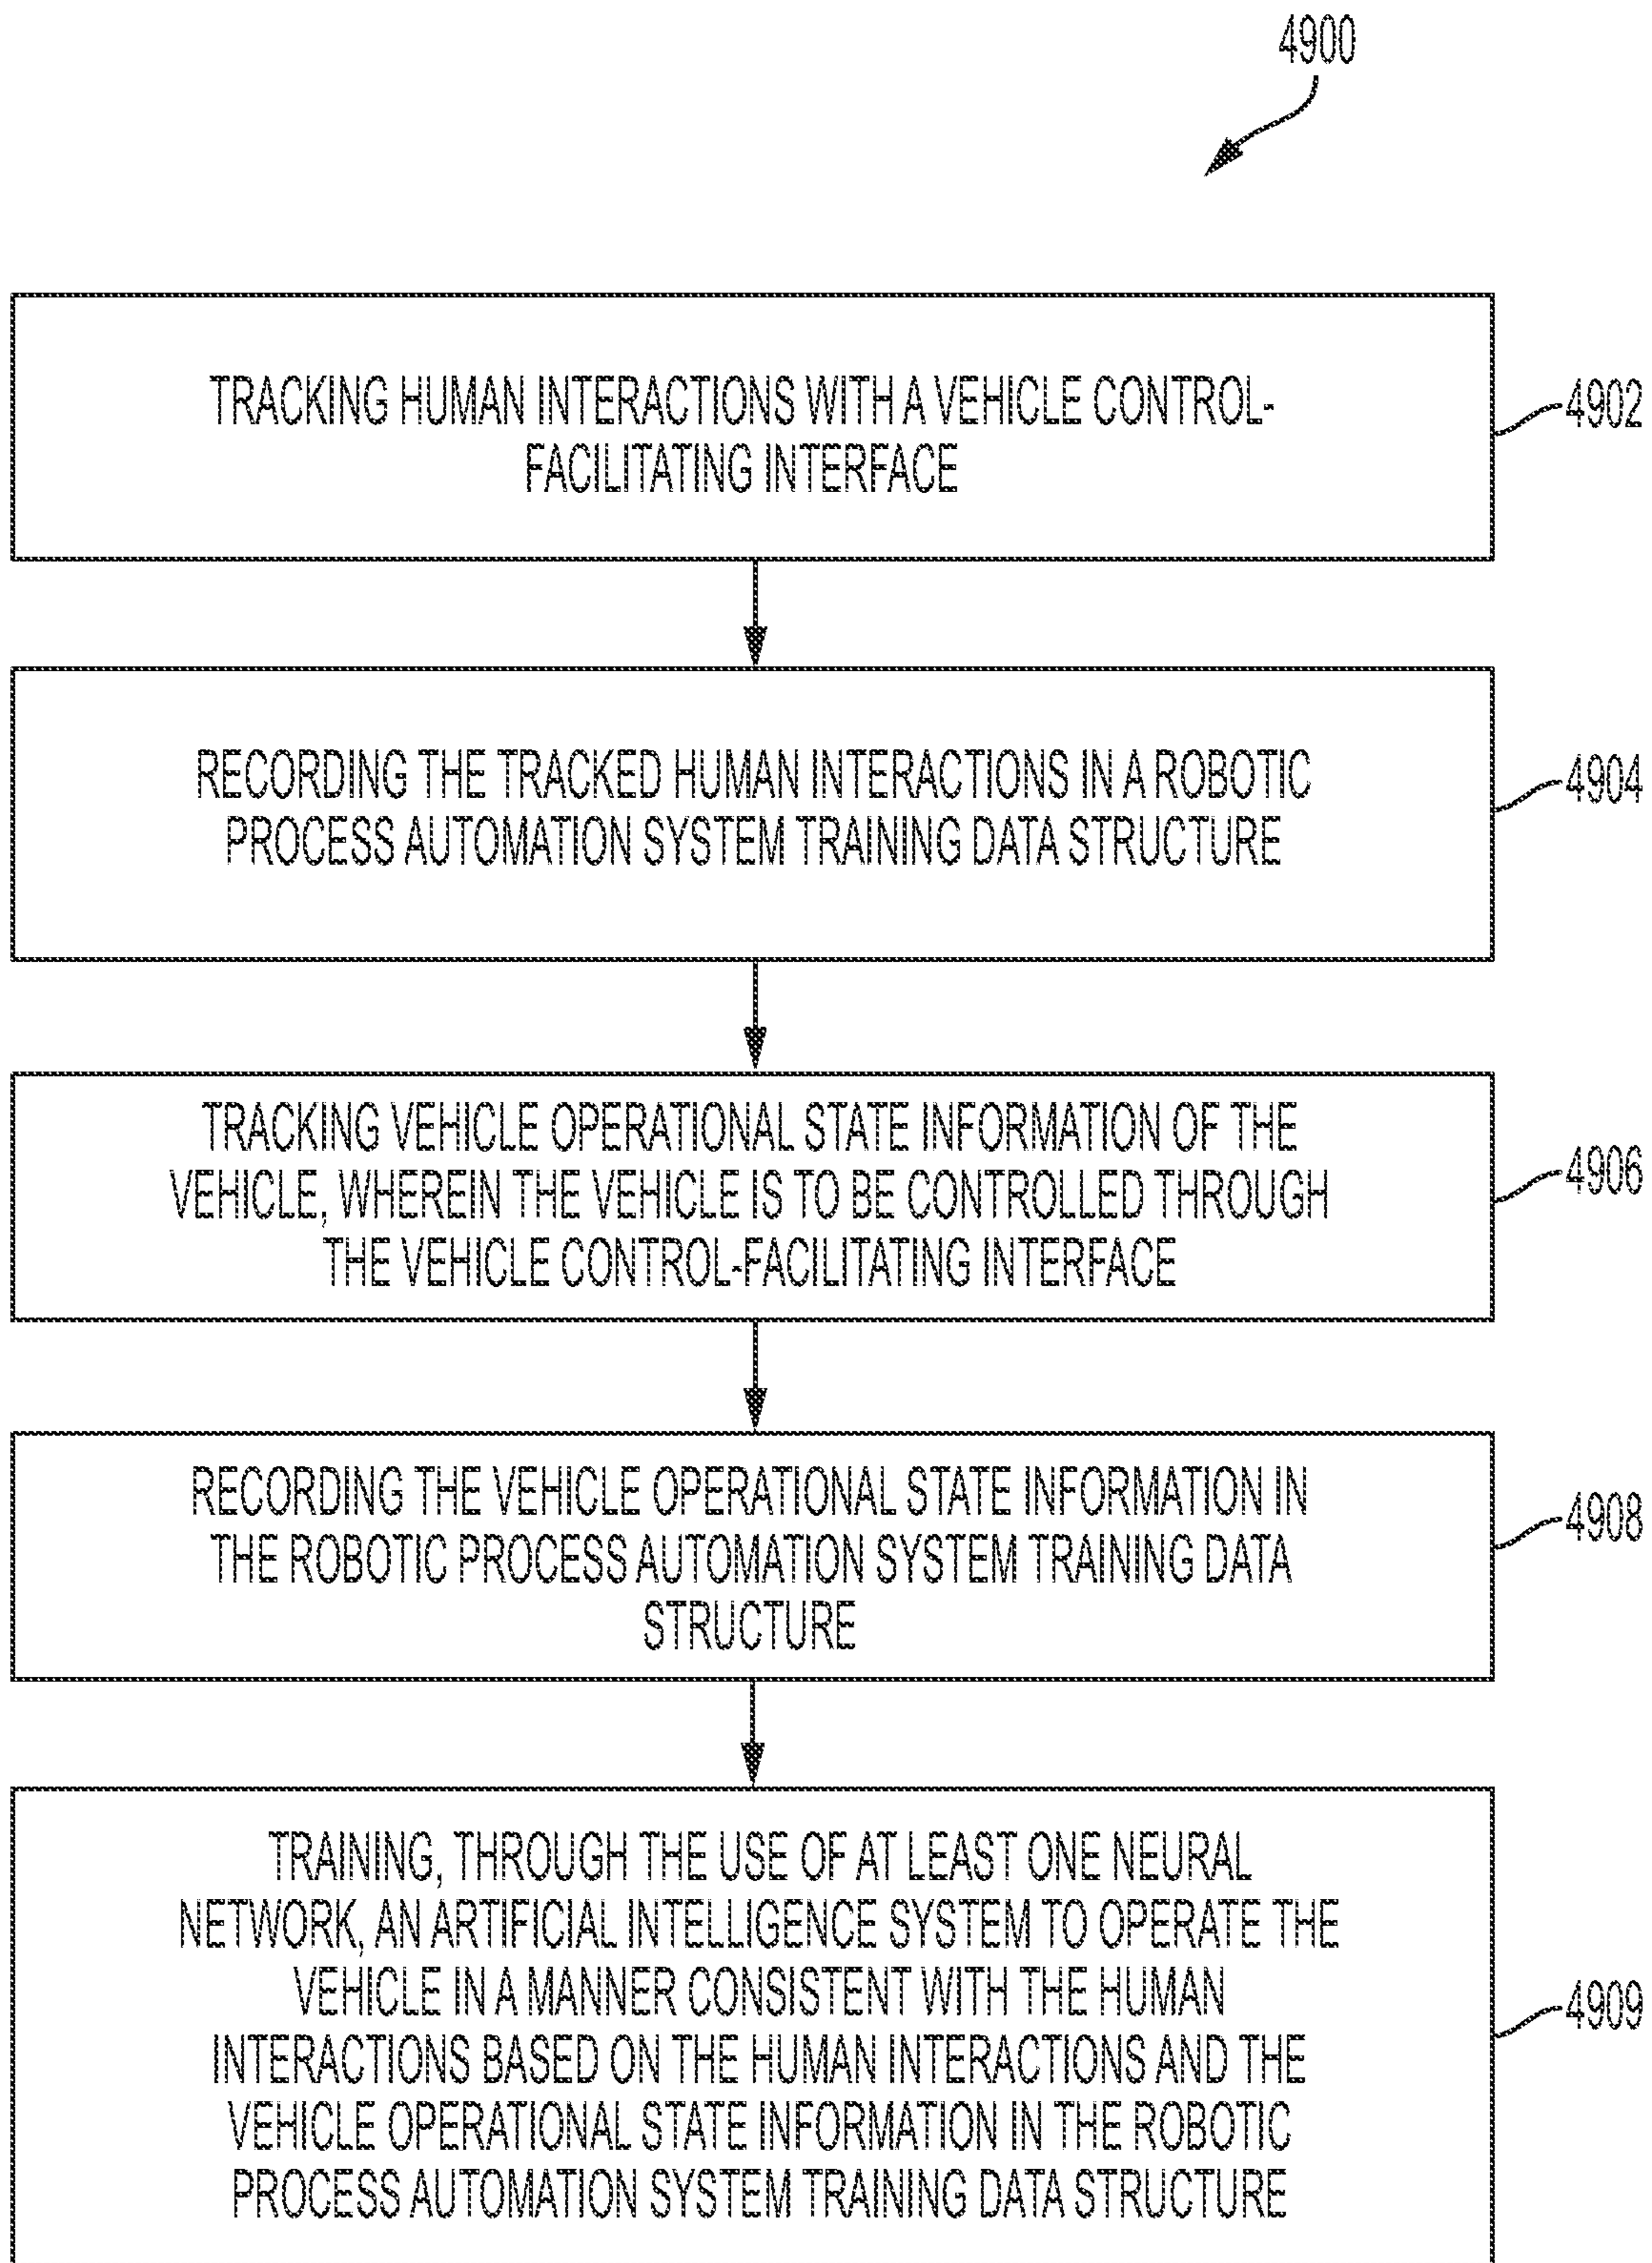 4900
TRACKING HUMAN INTERACTIONS WITH A VEHICLE CONTROL-
FACILITATING INTERFACE
4902
RECORDING THE TRACKED HUMAN INTERACTIONS IN A ROBOTIC
PROCESS AUTOMATION SYSTEM TRAINING DATA STRUCTURE
4904
TRACKING VEHICLE OPERATIONAL STATE INFORMATION OF THE
VEHICLE, WHEREIN THE VEHICLE IS TO BE CONTROLLED THROUGH
THE VEHICLE CONTROL-FACILITATING INTERFACE
4906
RECORDING THE VEHICLE OPERATIONAL STATE INFORMATION IN
THE ROBOTIC PROCESS AUTOMATION SYSTEM TRAINING DATA
STRUCTURE
4908
TRAINING, THROUGH THE USE OF AT LEAST ONE NEURAL
NETWORK, AN ARTIFICIAL INTELLIGENCE SYSTEM TO OPERATE THE
VEHICLE IN A MANNER CONSISTENT WITH THE HUMAN
INTERACTIONS BASED ON THE HUMAN INTERACTIONS AND THE
VEHICLE OPERATIONAL STATE INFORMATION IN THE ROBOTIC
PROCESS AUTOMATION SYSTEM TRAINING DATA STRUCTURE
4909